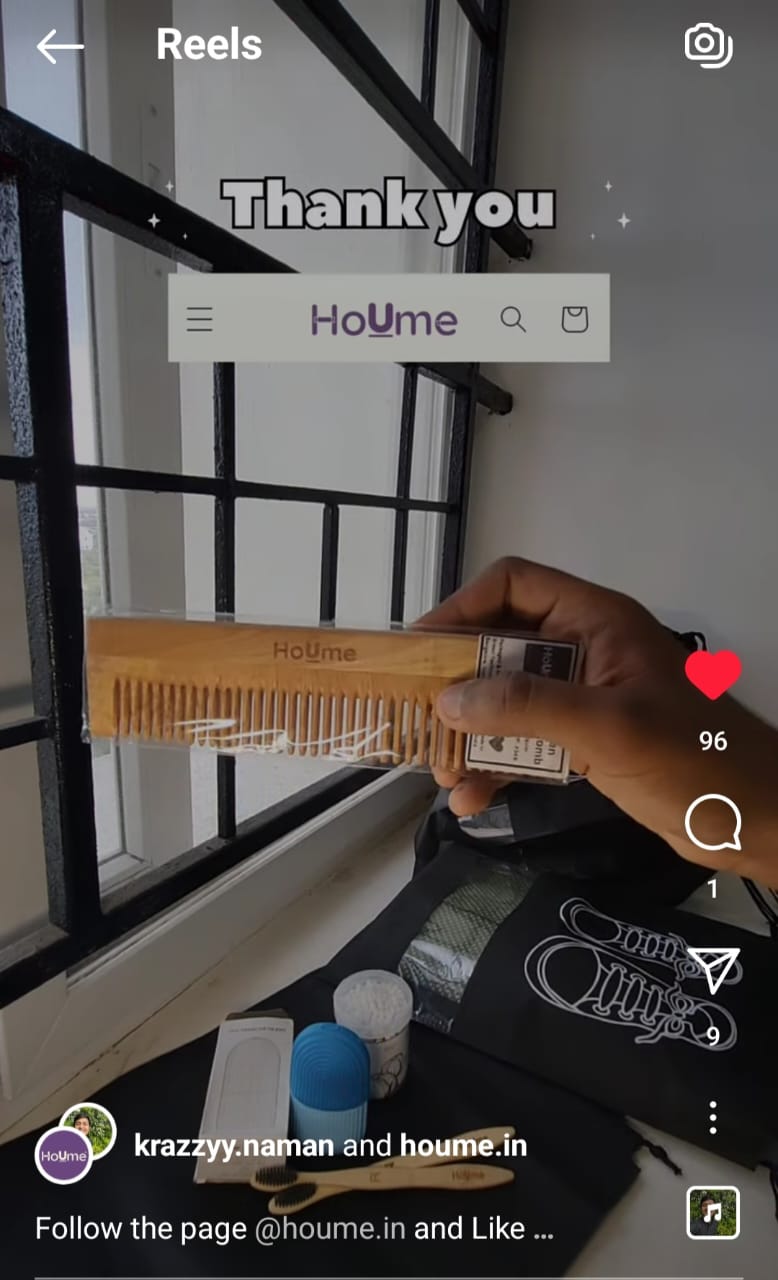 Reels
Thank you
HoUme
HoUme
96
1
9
HoUme
krazzyy.naman and houme.in
Follow the page @houme.in and Like ...